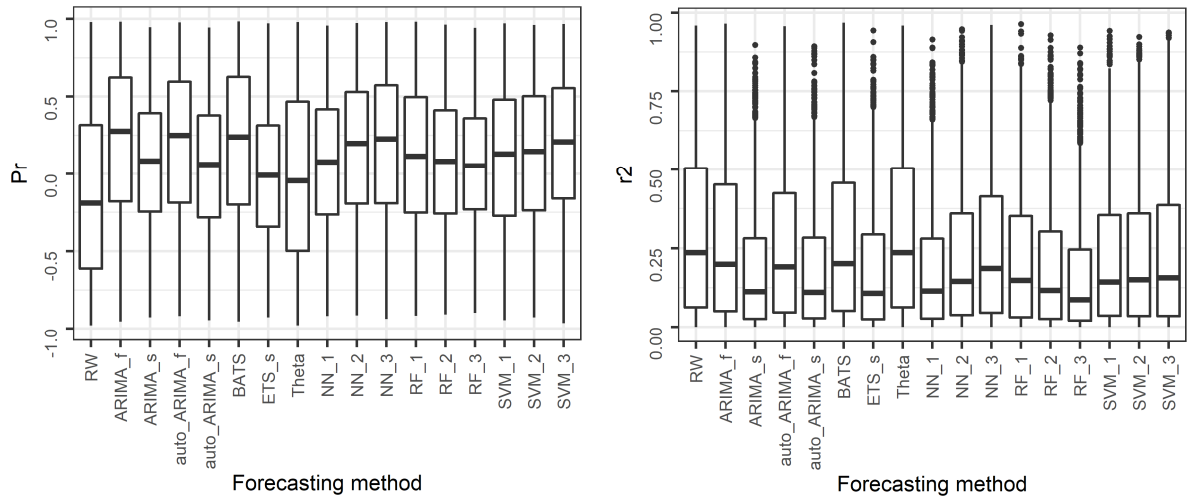 Pr
1.0
0.5
0.0
-0.5
-1.0
RW
ARIMA_f
ARIMA_s
auto_ARIMA_f
auto_ARIMA_s
BATS
ETS_s
Theta
NN_1
NN_2
NN_3
RF_1
RF_2
RF_3
SVM_1
SVM_2
SVM_3
Forecasting method
r2
1.00
0.75
0.50
0.25
0.00
RW
ARIMA_f
ARIMA_s
auto_ARIMA_f
auto_ARIMA_s
BATS
ETS_s
Theta
NN_1
NN_2
NN_3
RF_1
RF_2
RF_3
SVM_1
SVM_2
SVM_3
Forecasting method